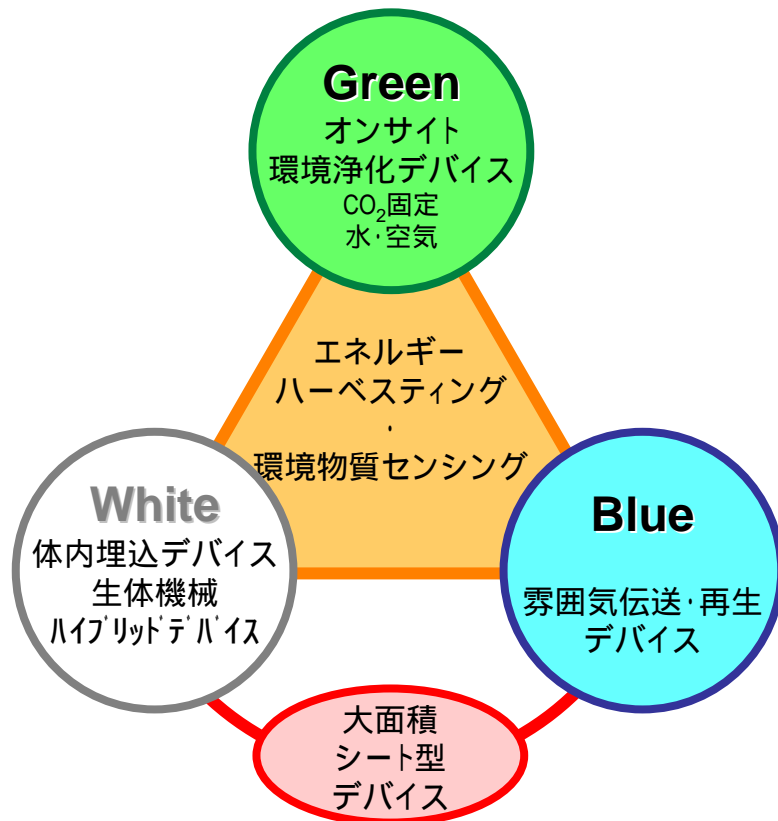 Green
オンサイト
環境浄化デバイス
CO₂固定
水・空気
エネルギー
ハーベスティング
・
環境物質センシング
White
体内埋込デバイス
生体機械
ﾊｲﾌﾞﾘｯﾄﾞﾃﾞﾊﾞｲｽ
Blue
雰囲気伝送・再生
デバイス
大面積
シート型
デバイス